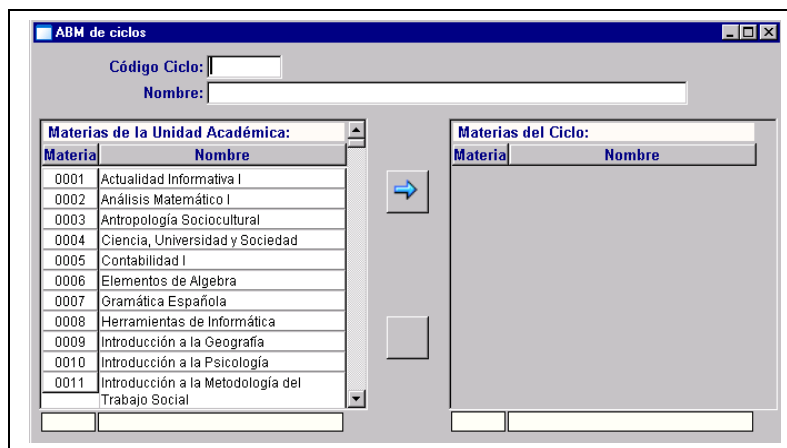 ABM de ciclos
Código Ciclo:
Nombre:
Materias de la Unidad Académica:
Materia Nombre
0001 Actualidad Informativa I
0002 Análisis Matemático I
0003 Antropología Sociocultural
0004 Ciencia, Universidad y Sociedad
0005 Contabilidad I
0006 Elementos de Algebra
0007 Gramática Española
0008 Herramientas de Informática
0009 Introducción a la Geografía
0010 Introducción a la Psicología
0011 Introducción a la Metodología del
Trabajo Social
Materias del Ciclo:
Materia Nombre